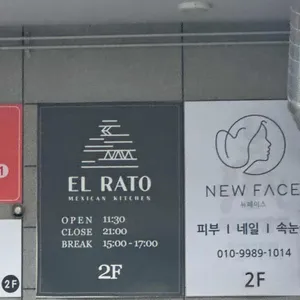 1
2F
EL RATO
MEXICAN KITCHEN
OPEN 11:30
CLOSE 21:00
BREAK 15:00 - 17:00
2F
NEW FACE
뉴페이스
피부 | 네일 | 속눈
010-9989-1014
2F